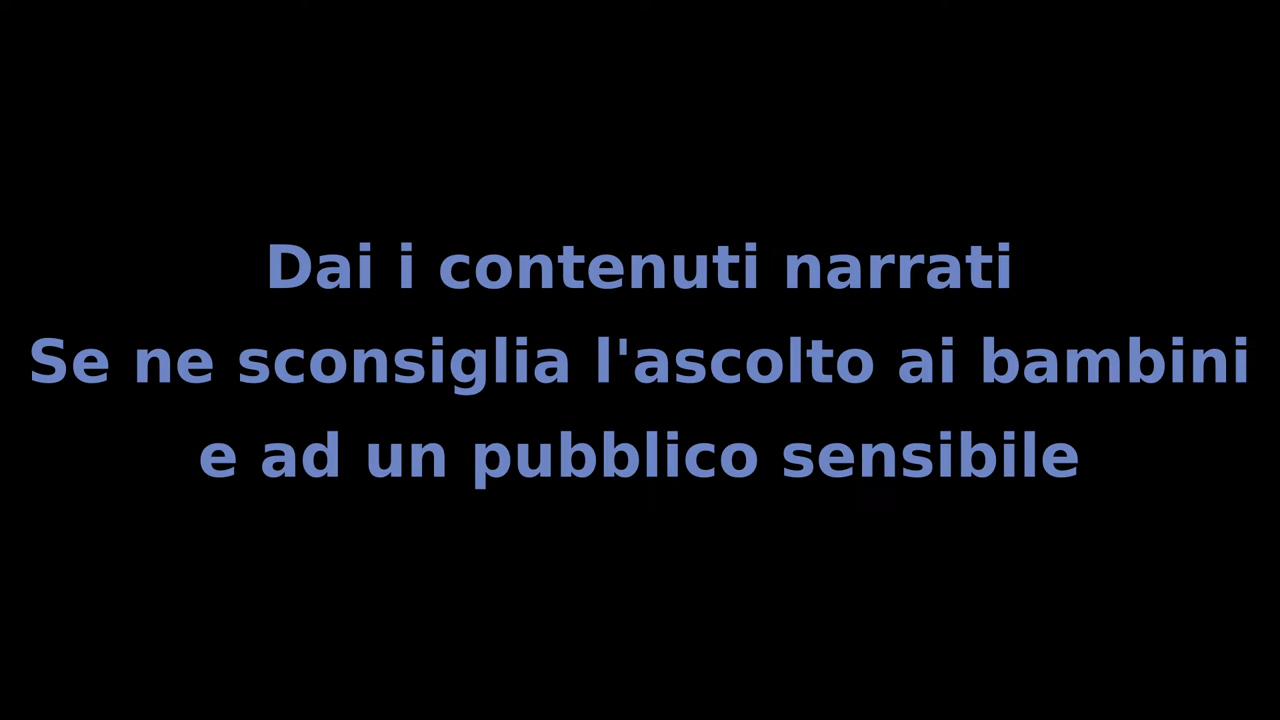 Dai i contenuti narrati
Se ne sconsiglia l'ascolto ai bambini
e ad un pubblico sensibile